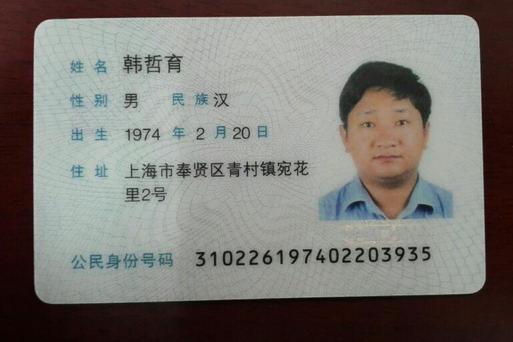 姓名 韩哲育
性别 男 民族 汉
出生 1974 年 2 月 20 日
住址 上海市奉贤区青村镇宛花
里2号
公民身份号码 310226197402203935